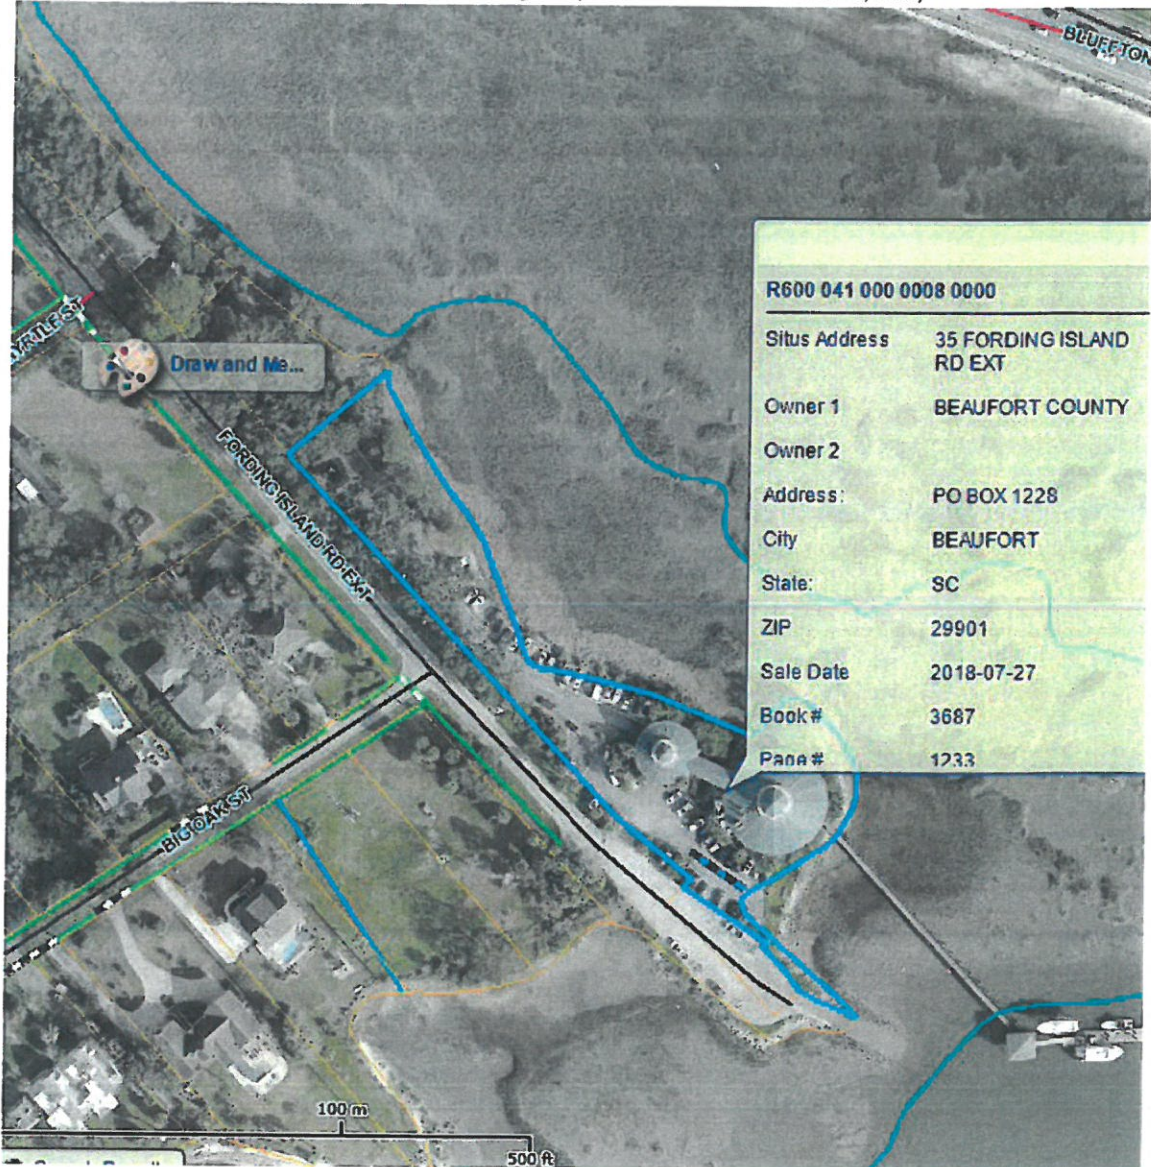 BLUFFTON
R600 041 000 0008 0000
Situs Address 35 FORDING ISLAND
RD EXT
Owner 1 BEAUFORT COUNTY
Owner 2
Address: PO BOX 1228
City BEAUFORT
State: SC
ZIP 29901
Sale Date 2018-07-27
Book # 3687
Page # 1233
MYRTLE ST
Draw and Me...
FORDING ISLAND RD EXT
BIG OAK ST
100 m
500 ft